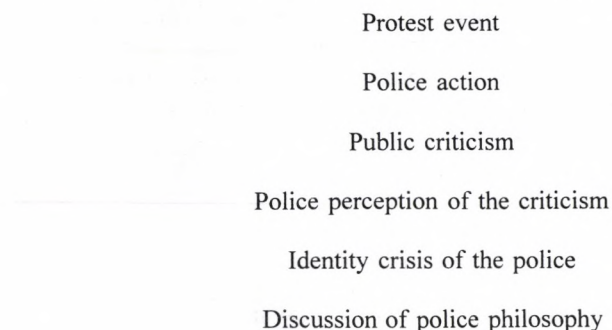 Protest event
Police action
Public criticism
Police perception of the criticism
Identity crisis of the police
Discussion of police philosophy